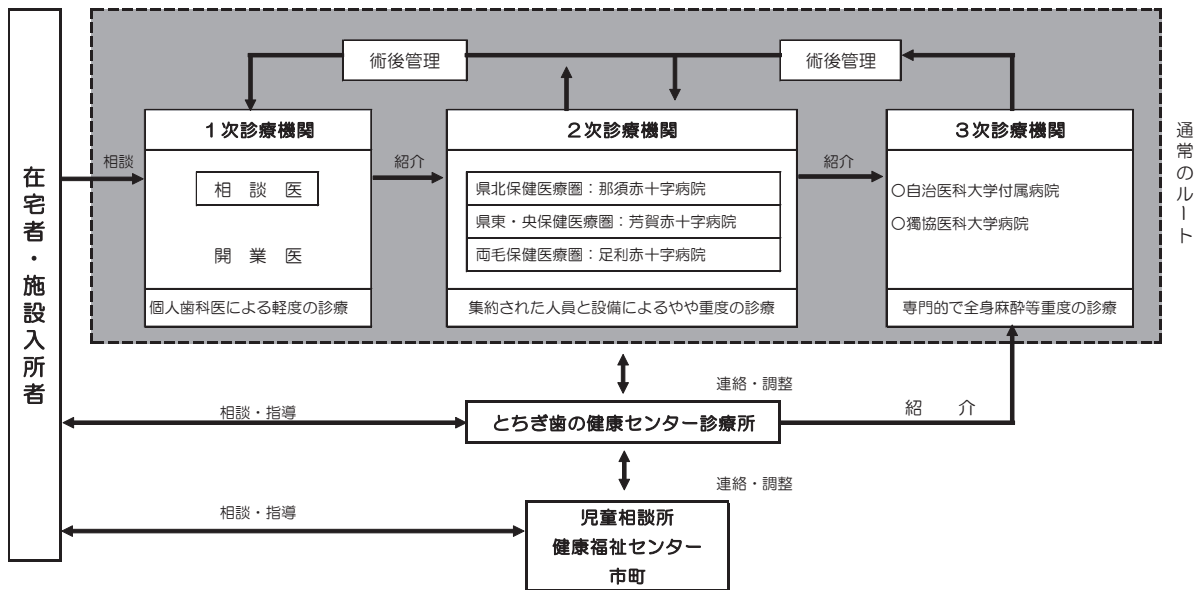 在宅者・施設入所者
術後管理
術後管理
通常のルート
相談
1次診療機関
相談医
開業医
個人歯科医による軽度の診療
紹介
2次診療機関
県北保健医療圏：那須赤十字病院
県東・央保健医療圏：芳賀赤十字病院
両毛保健医療圏：足利赤十字病院
集約された人員と設備によるやや重度の診療
紹介
3次診療機関
○自治医科大学付属病院
○獨協医科大学病院
専門的で全身麻酔等重度の診療
連絡・調整
相談・指導
とちぎ歯の健康センター診療所
紹介
連絡・調整
相談・指導
児童相談所
健康福祉センター
市町